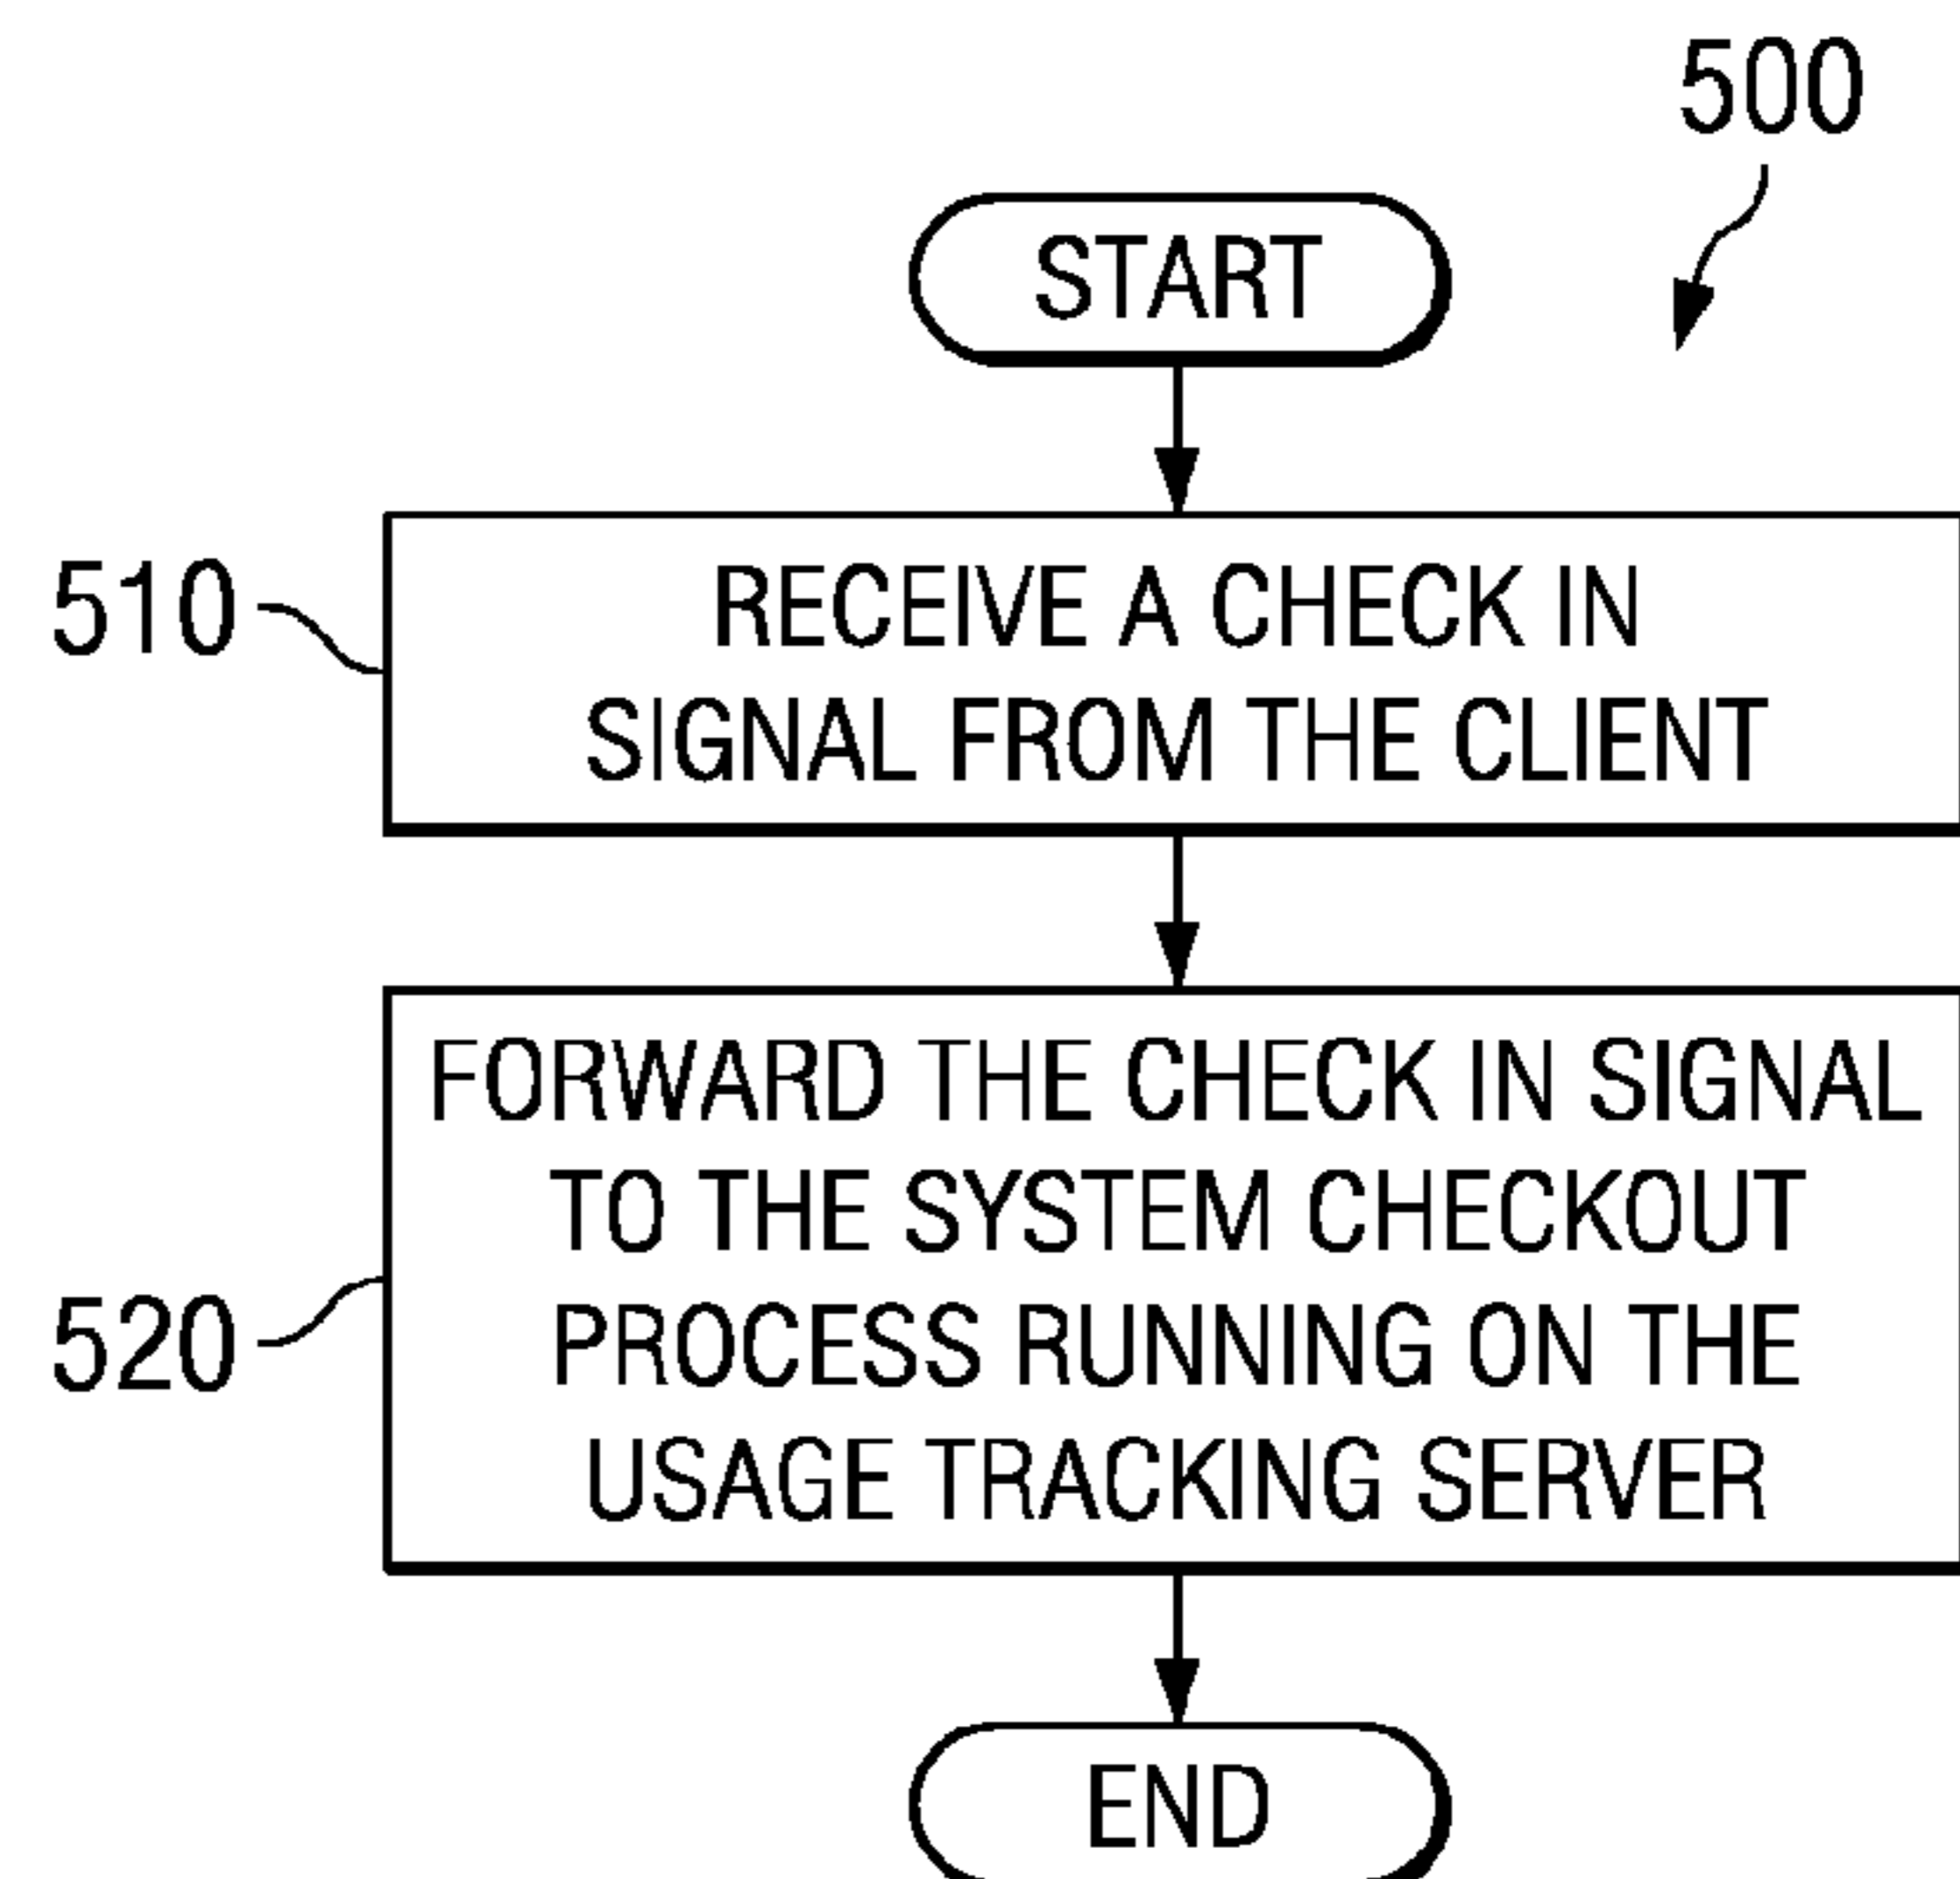 500
START
510
RECEIVE A CHECK IN
SIGNAL FROM THE CLIENT
FORWARD THE CHECK IN SIGNAL
TO THE SYSTEM CHECKOUT
520
PROCESS RUNNING ON THE
USAGE TRACKING SERVER
END